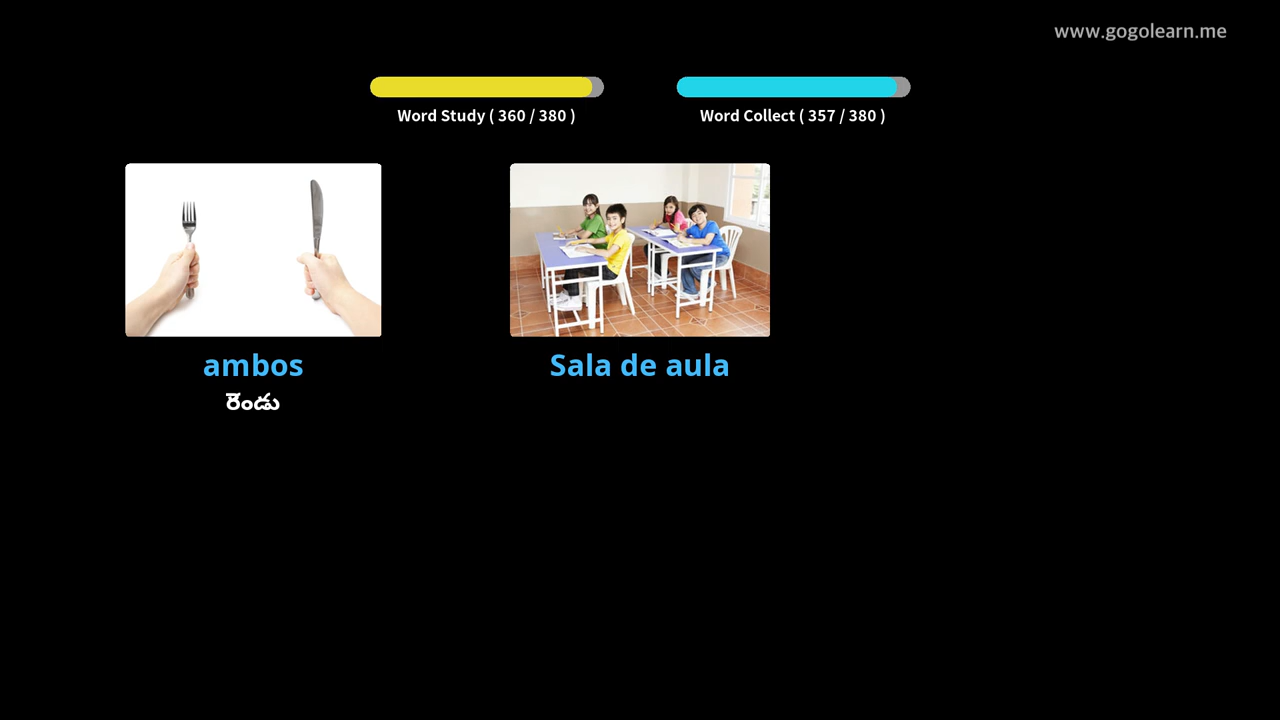 www.gogolearn.me
Word Study ( 360 / 380 )
Word Collect ( 357 / 380 )
ambos
రెండు
Sala de aula